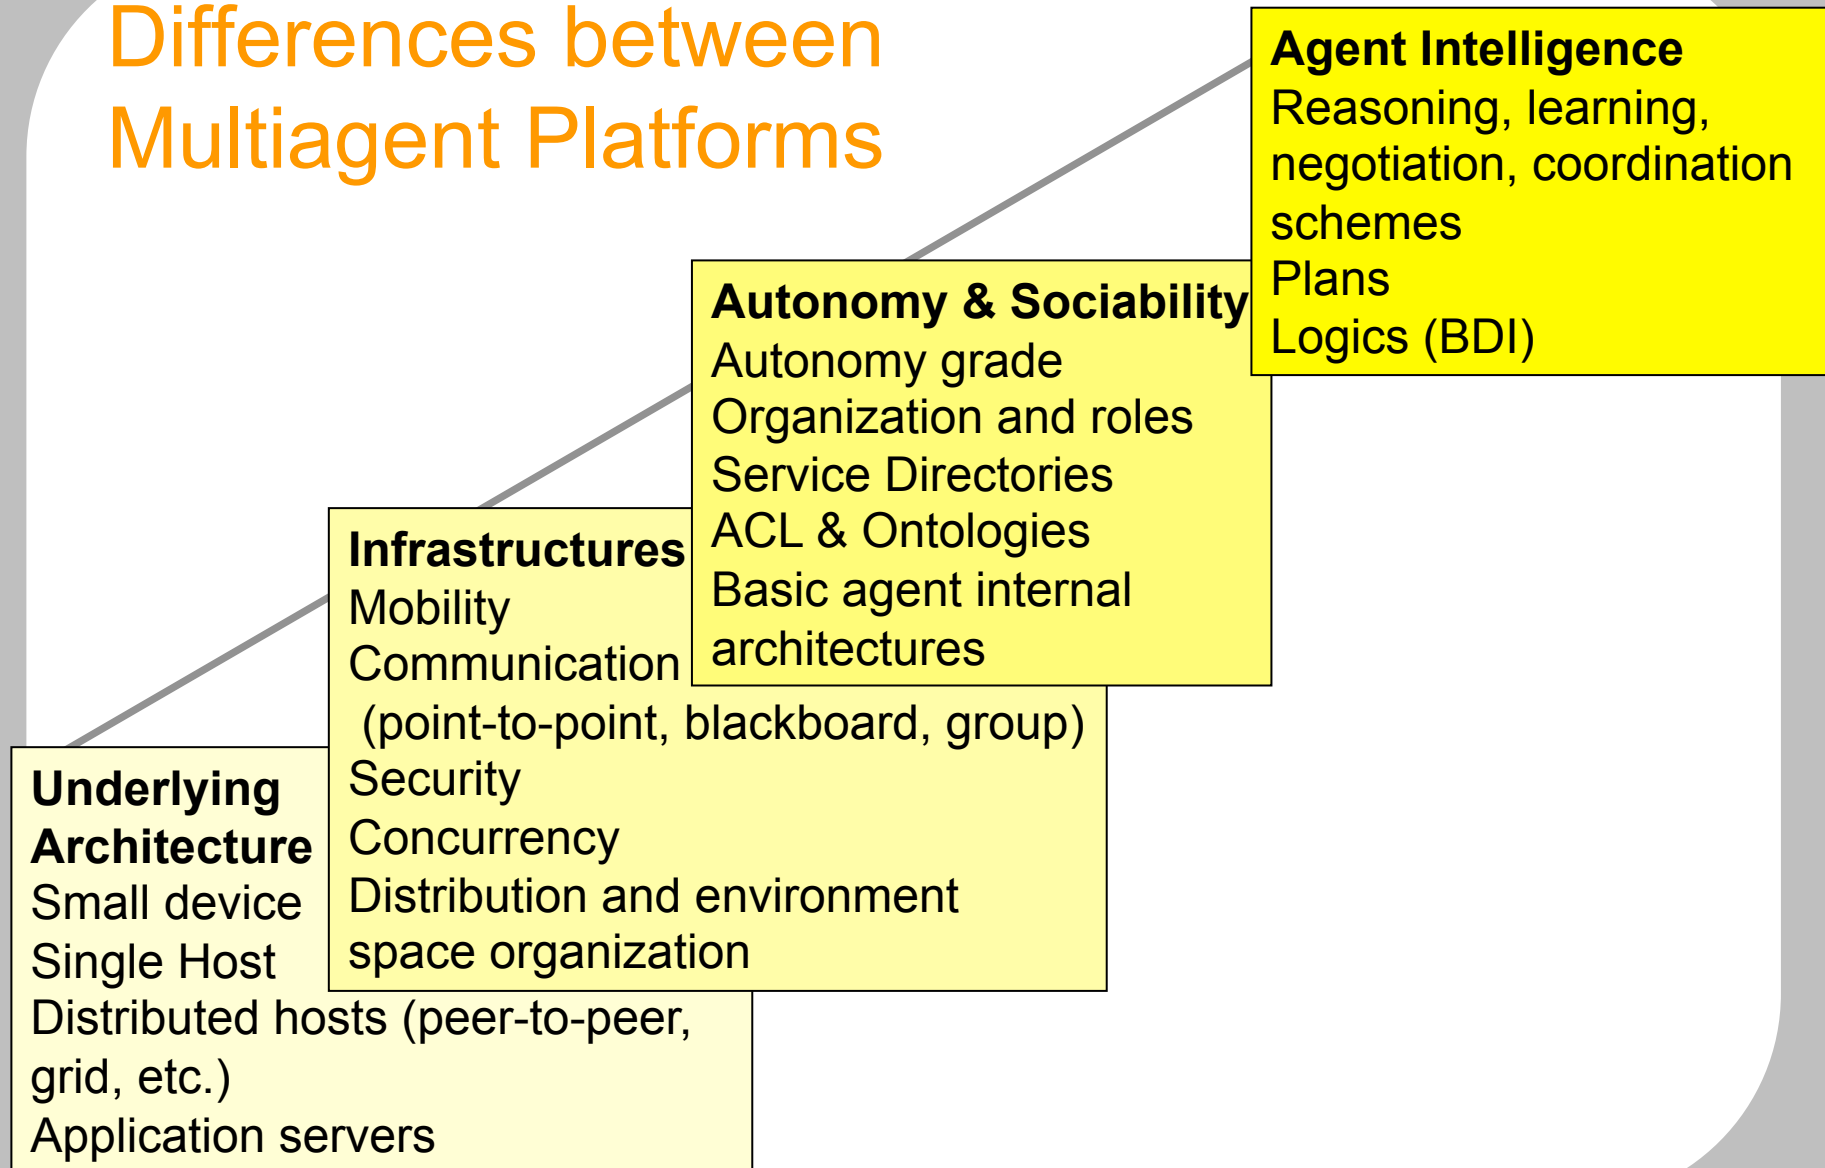 Differences between
Multiagent Platforms
Agent Intelligence
Reasoning, learning,
negotiation, coordination
schemes
Plans
Logics (BDI)
Autonomy & Sociability
Autonomy grade
Organization and roles
Service Directories
ACL & Ontologies
Basic agent internal
architectures
Infrastructures
Mobility
Communication
(point-to-point, blackboard, group)
Security
Concurrency
Distribution and environment
space organization
Underlying
Architecture
Small device
Single Host
Distributed hosts (peer-to-peer,
grid, etc.)
Application servers